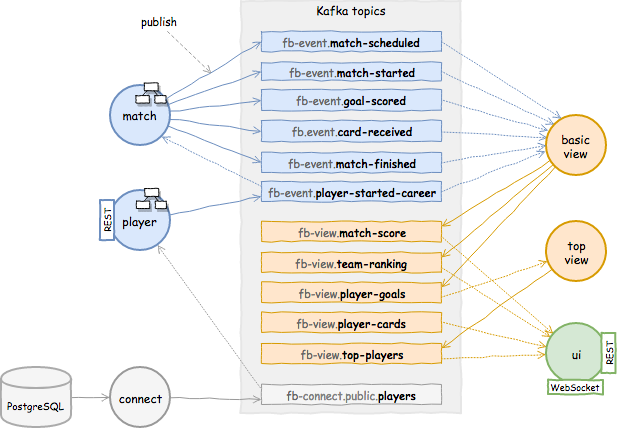 Kafka topics
publish
fb-event.match-scheduled
fb-event.match-started
fb-event.goal-scored
fb.event.card-received
fb-event.match-finished
fb-event.player-started-career
match
basic
view
REST
player
fb-view.match-score
fb-view.team-ranking
fb-view.player-goals
fb-view.player-cards
fb-view.top-players
top
view
ui
REST
WebSocket
PostgreSQL
connect
fb-connect.public.players